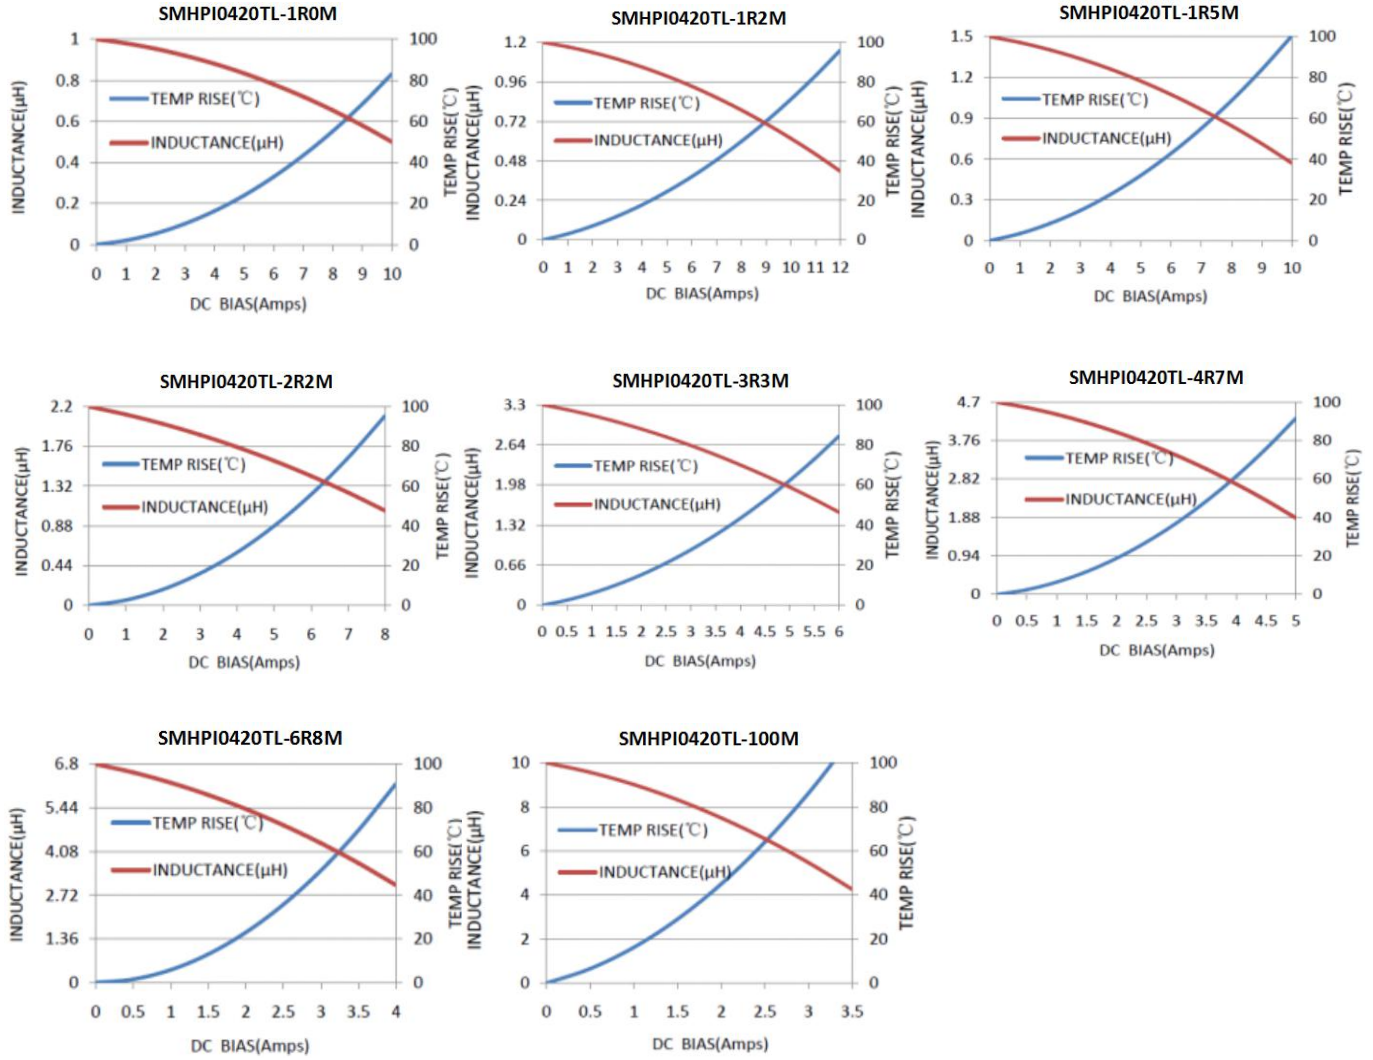 SMHPI0420TL-1R0M
1
0.8
0.6
0.4
0.2
0
100
80
60
40
20
0
INDUCTANCE(μH)
TEMP RISE(℃)
TEMP RISE(℃)
INDUCTANCE(μH)
0 1 2 3 4 5 6 7 8 9 10
DC BIAS(Amps)
SMHPI0420TL-1R2M
1.2
0.96
0.72
0.48
0.24
0
100
80
60
40
20
0
INDUCTANCE(μH)
TEMP RISE(℃)
TEMP RISE(℃)
INDUCTANCE(μH)
0 1 2 3 4 5 6 7 8 9 10 11 12
DC BIAS(Amps)
SMHPI0420TL-1R5M
1.5
1.2
0.9
0.6
0.3
0
100
80
60
40
20
0
INDUCTANCE(μH)
TEMP RISE(℃)
TEMP RISE(℃)
INDUCTANCE(μH)
0 1 2 3 4 5 6 7 8 9 10
DC BIAS(Amps)
SMHPI0420TL-2R2M
2.2
1.76
1.32
0.88
0.44
0
100
80
60
40
20
0
INDUCTANCE(μH)
TEMP RISE(℃)
TEMP RISE(℃)
INDUCTANCE(μH)
0 1 2 3 4 5 6 7 8
DC BIAS(Amps)
SMHPI0420TL-3R3M
3.3
2.64
1.98
1.32
0.66
0
100
80
60
40
20
0
INDUCTANCE(μH)
TEMP RISE(℃)
TEMP RISE(℃)
INDUCTANCE(μH)
0 0.5 1 1.5 2 2.5 3 3.5 4 4.5 5 5.5 6
DC BIAS(Amps)
SMHPI0420TL-4R7M
4.7
3.76
2.82
1.88
0.94
0
100
80
60
40
20
0
INDUCTANCE(μH)
TEMP RISE(℃)
TEMP RISE(℃)
INDUCTANCE(μH)
0 0.5 1 1.5 2 2.5 3 3.5 4 4.5 5
DC BIAS(Amps)
SMHPI0420TL-6R8M
6.8
5.44
4.08
2.72
1.36
0
100
80
60
40
20
0
INDUCTANCE(μH)
TEMP RISE(℃)
TEMP RISE(℃)
INDUCTANCE(μH)
0 0.5 1 1.5 2 2.5 3 3.5 4
DC BIAS(Amps)
SMHPI0420TL-100M
10
8
6
4
2
0
100
80
60
40
20
0
INDUCTANCE(μH)
TEMP RISE(℃)
TEMP RISE(℃)
INDUCTANCE(μH)
0 0.5 1 1.5 2 2.5 3 3.5
DC BIAS(Amps)